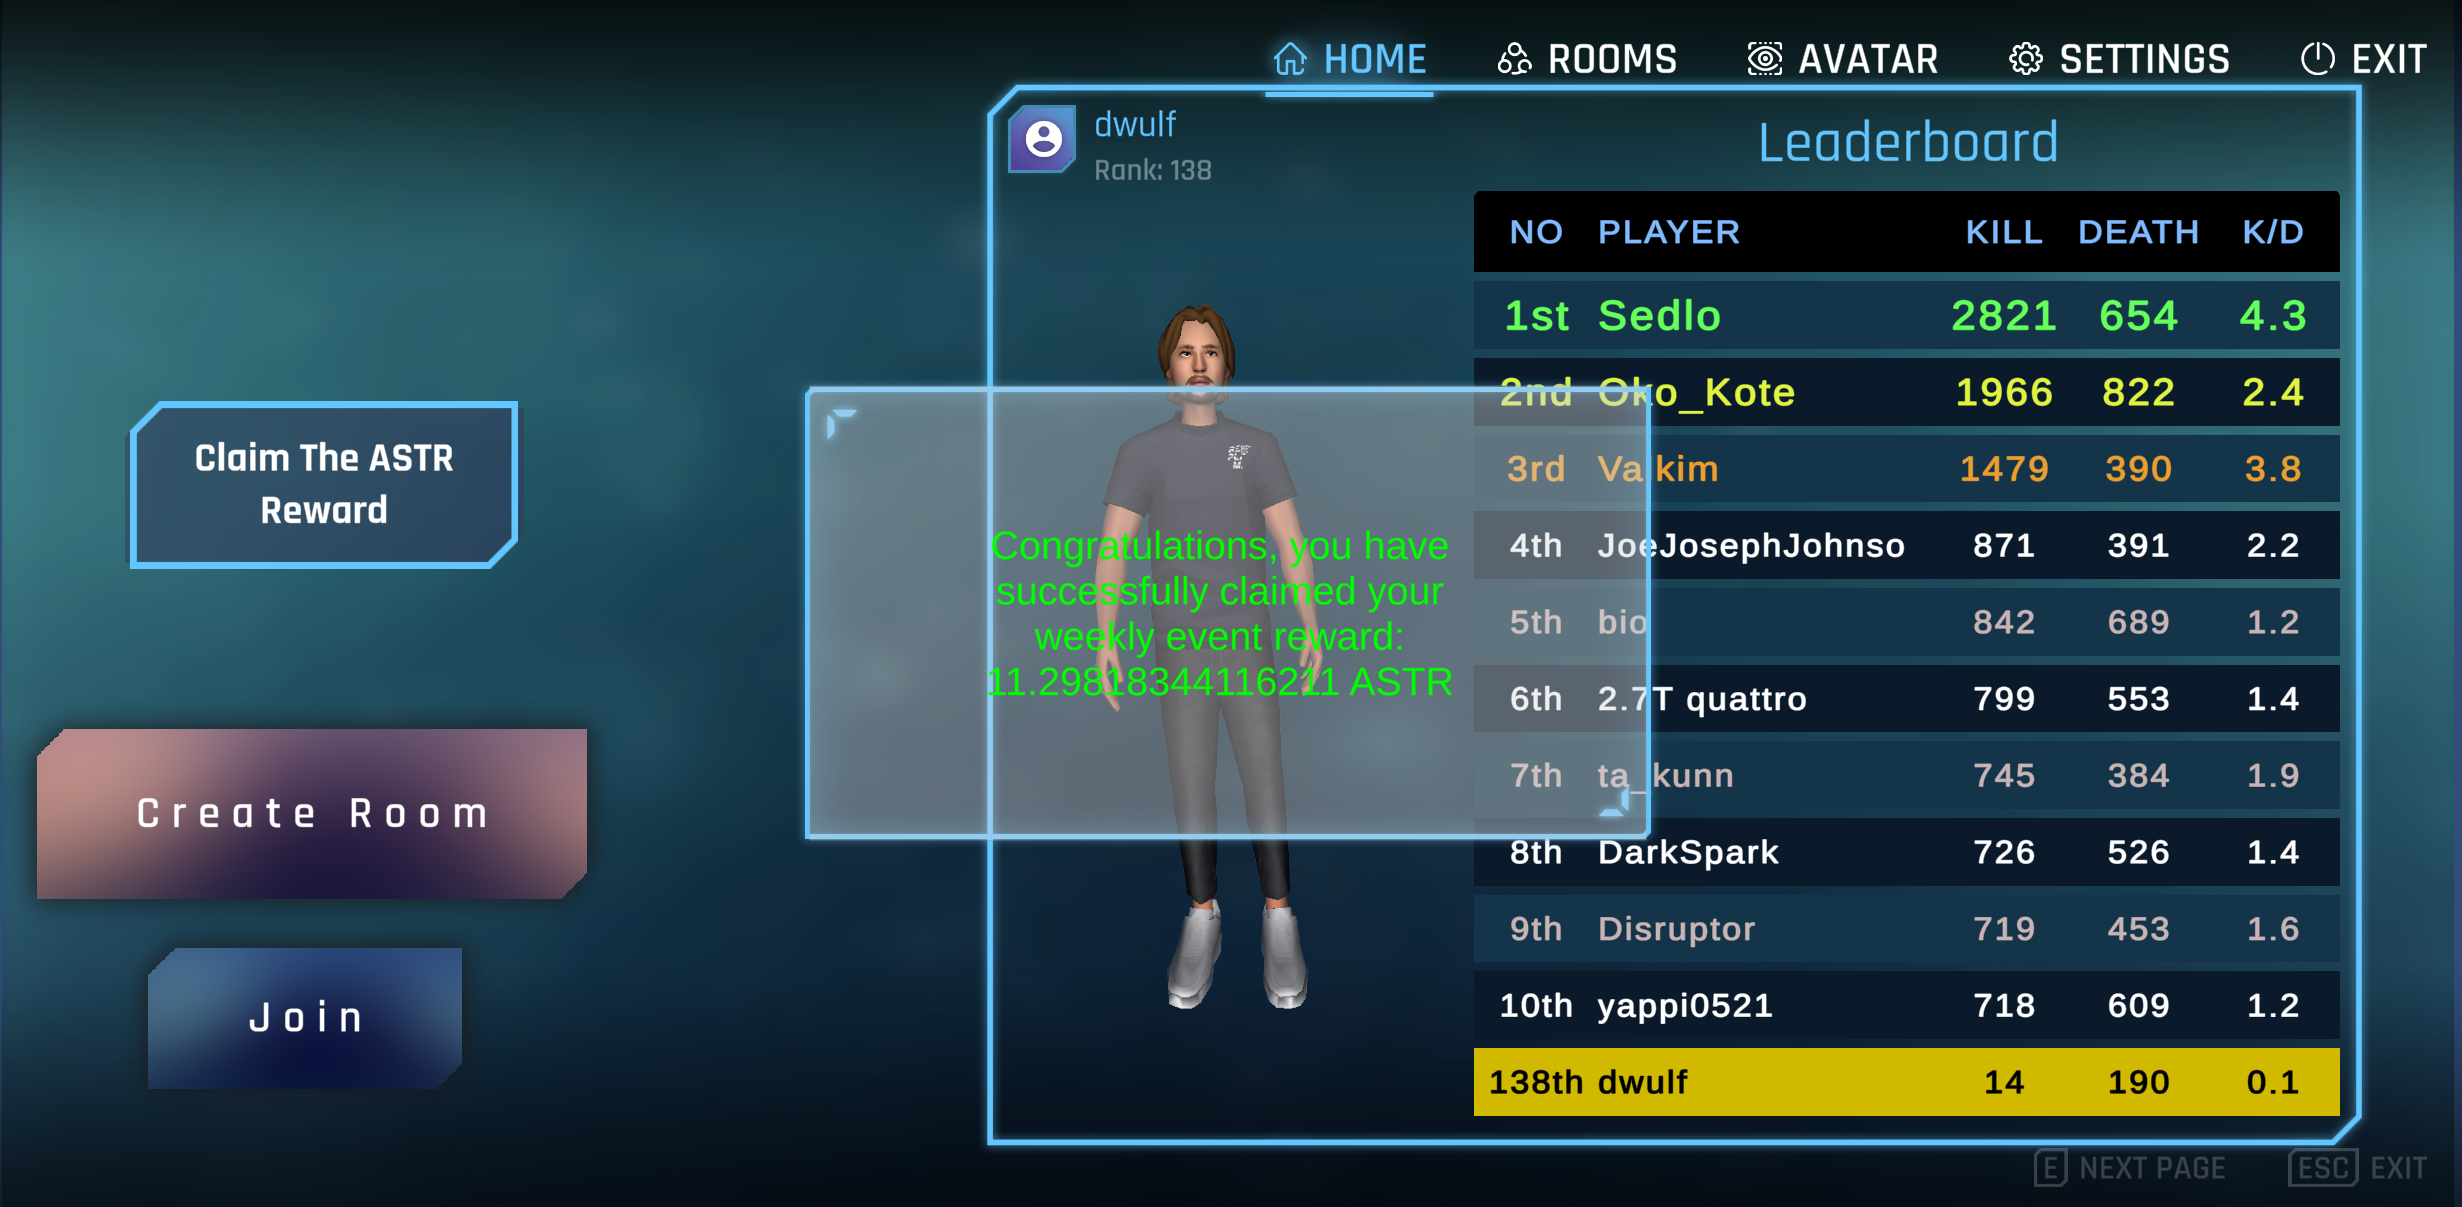 HOME ROOMS AVATAR SETTINGS EXIT
dwulf
Rank: 138
Claim The ASTR
Reward
Create Room
Join
Congratulations, you have
successfully claimed your
weekly event reward:
11.29818344116211 ASTR
Leaderboard
NO PLAYER KILL DEATH K/D
1st Sedlo 2821 654 4.3
2nd Oko_Kote 1966 822 2.4
3rd Valkim 1479 390 3.8
4th JoeJosephJohnso 871 391 2.2
5th bio 842 689 1.2
6th 2.7T quattro 799 553 1.4
7th ta_kunn 745 384 1.9
8th DarkSpark 726 526 1.4
9th Disruptor 719 453 1.6
10th yappi0521 718 609 1.2
138th dwulf 14 190 0.1
E NEXT PAGE ESC EXIT